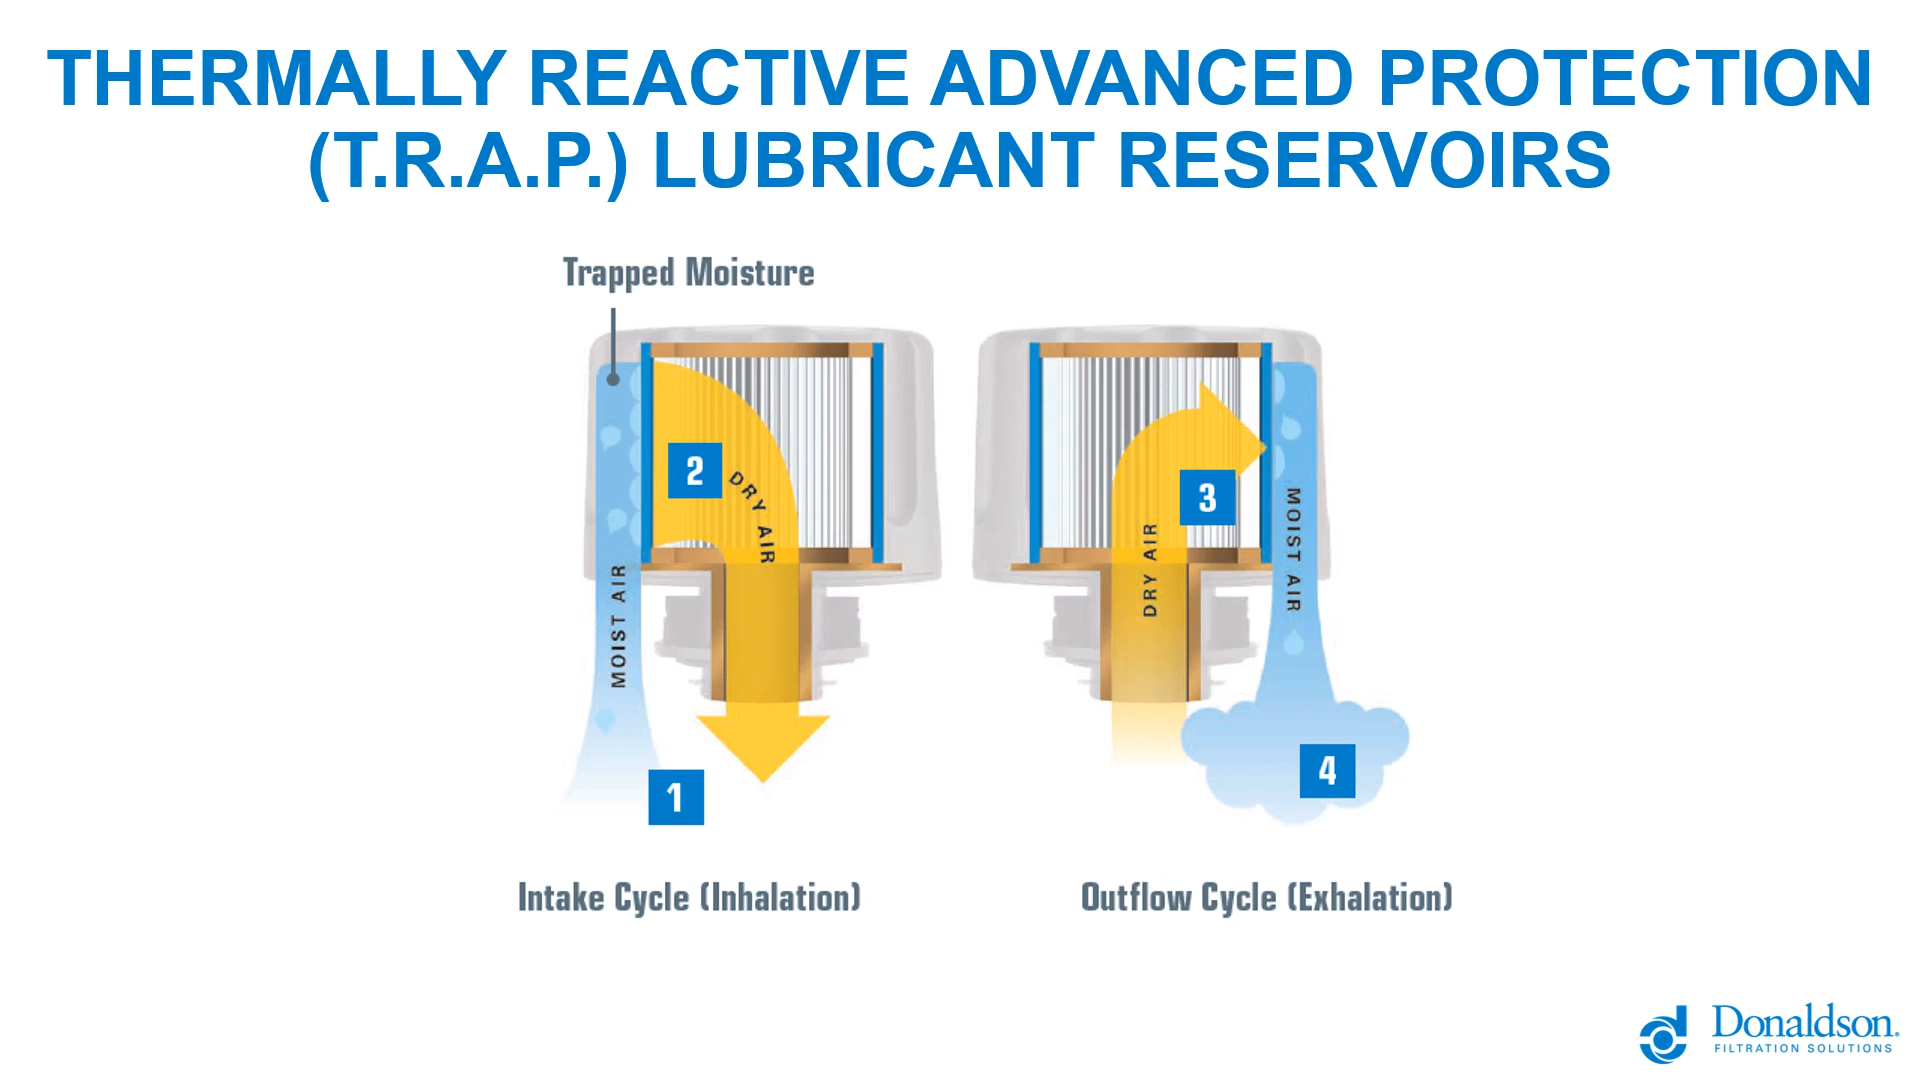 THERMALLY REACTIVE ADVANCED PROTECTION
(T.R.A.P.) LUBRICANT RESERVOIRS
Trapped Moisture
MOIST AIR
2
DRY AIR
1
DRY AIR
3
MOIST AIR
4
Intake Cycle (Inhalation)
Outflow Cycle (Exhalation)
Donaldson.
FILTRATION SOLUTIONS